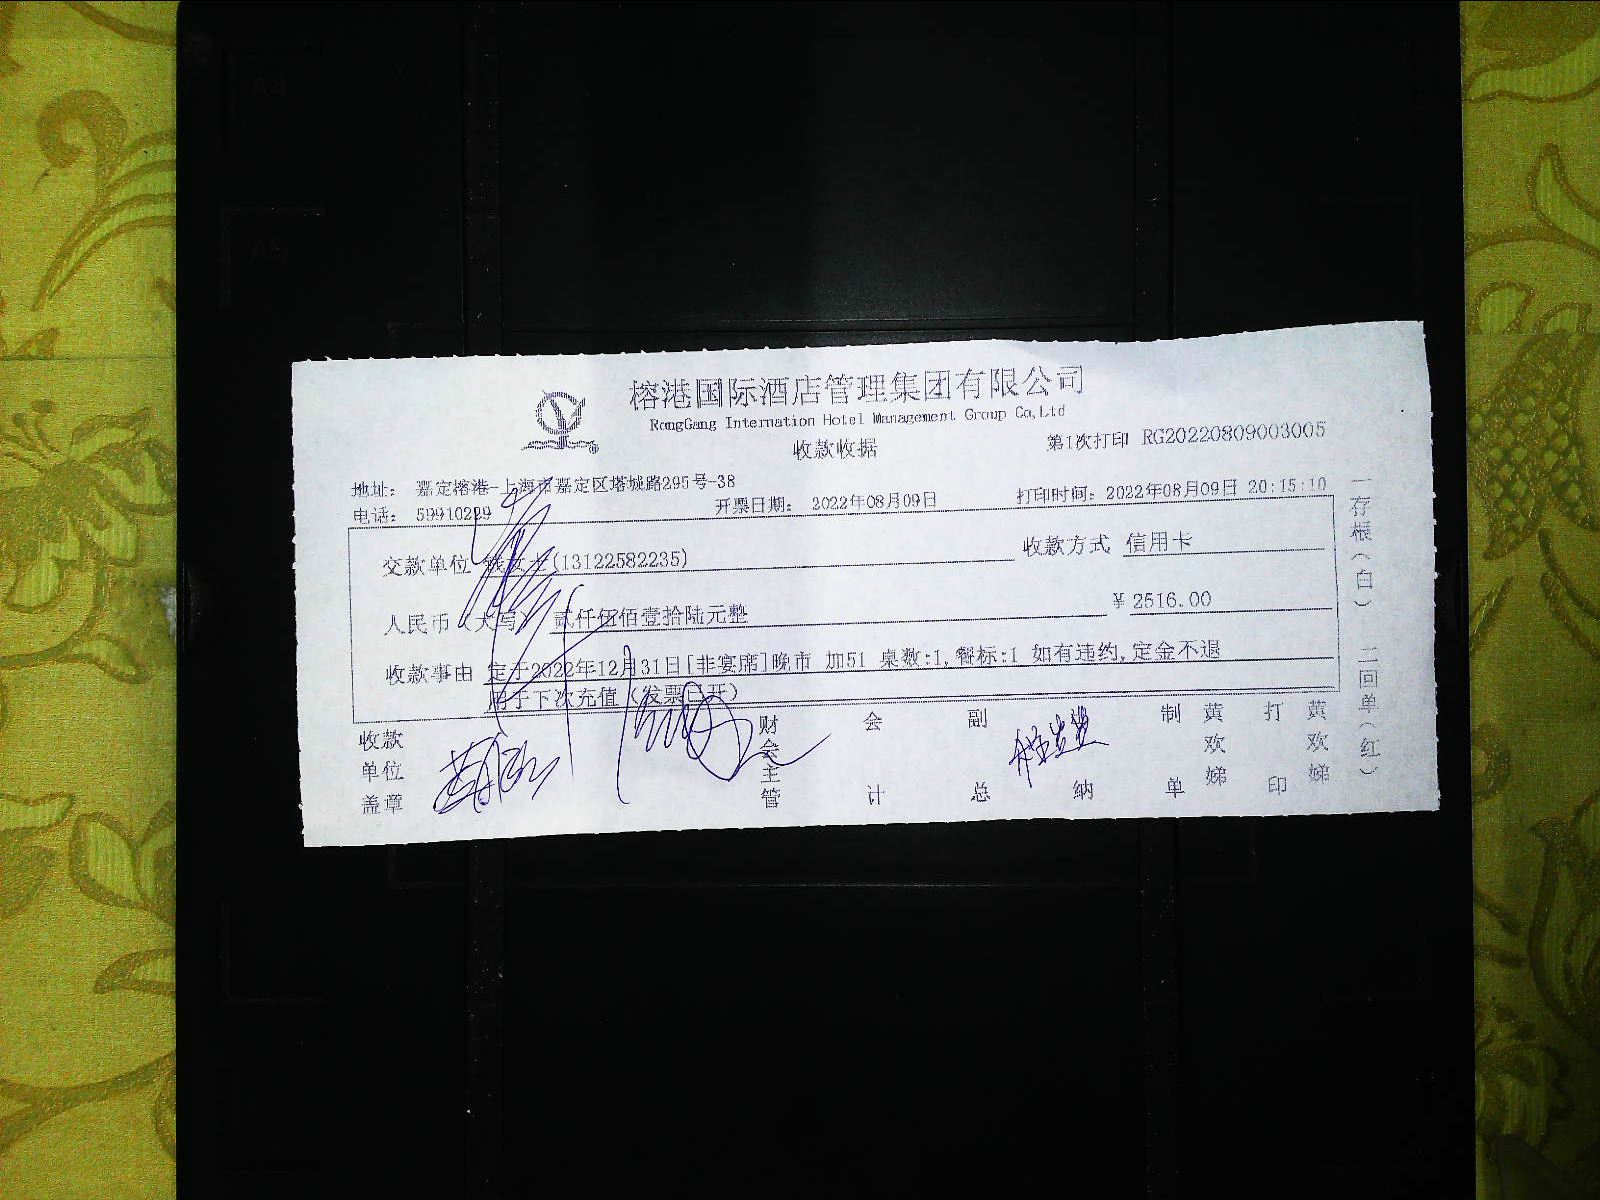 榕港国际酒店管理集团有限公司
RongGang Internation Hotel Management Group Co,Ltd
收款收据
第1次打印 RG20220809003005
地址: 嘉定榕港-上海市嘉定区塔城路295号-38
电话: 59910299
开票日期: 2022年08月09日
打印时间: 2022年08月09日 20:15:10
交款单位 钱女士(13122582235)
收款方式 信用卡
人民币(大写) 贰仟伍佰壹拾陆元整
¥ 2516.00
收款事由 定于2022年12月31日[非宴席]晚市 加51 桌数:1,餐标:1 如有违约,定金不退
用于下次充值(发票已开)
收款单位盖章
财会主管
会计
副总
纳
制单
黄欢娣
打印
黄欢娣
一存根(白)
二回单(红)